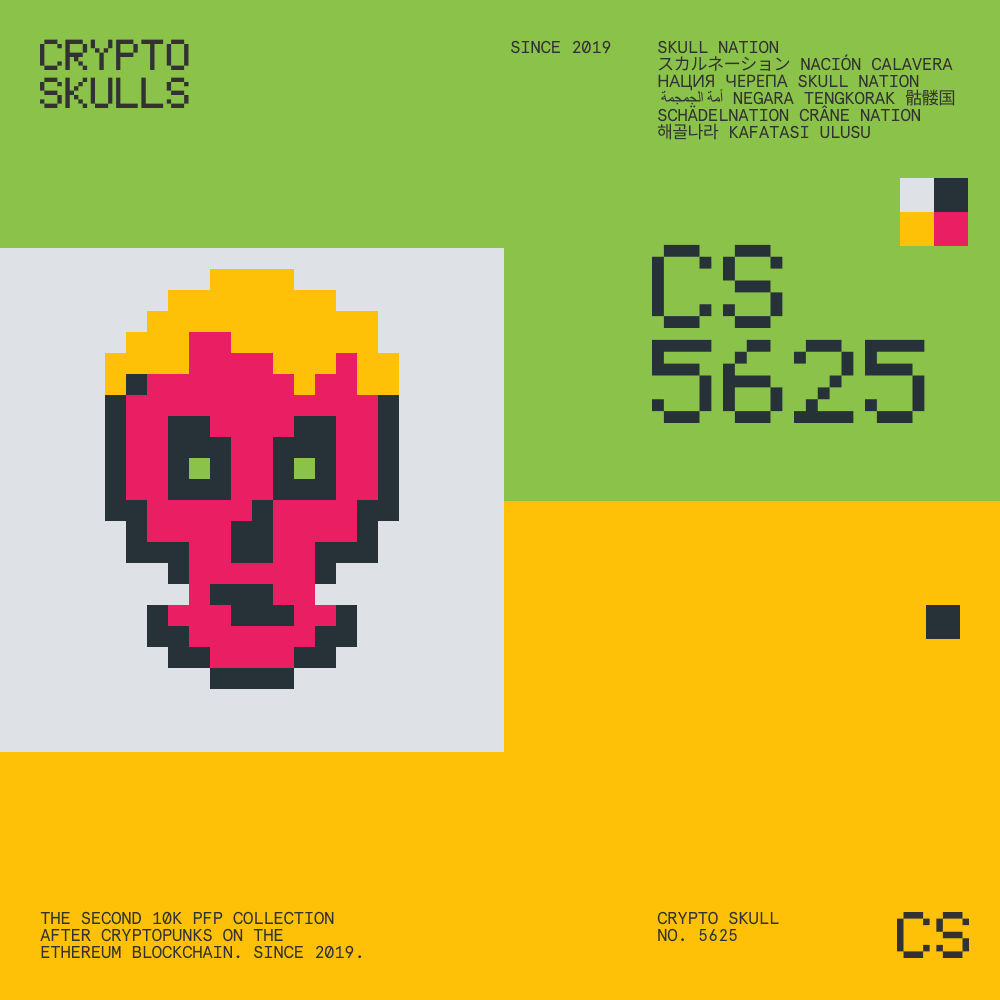 CRYPTO
SKULLS
SINCE 2019
SKULL NATION
スカルネーション NACIÓN CALAVERA
НАЦИЯ ЧЕРЕПА SKULL NATION
أمة الجمجمة NEGARA TENGKORAK 骷髅国
SCHÄDELNATION CRÂNE NATION
해골나라 KAFATASI ULUSU
CS
5625
THE SECOND 10K PFP COLLECTION
AFTER CRYPTOPUNKS ON THE
ETHEREUM BLOCKCHAIN. SINCE 2019.
CRYPTO SKULL
NO. 5625
CS